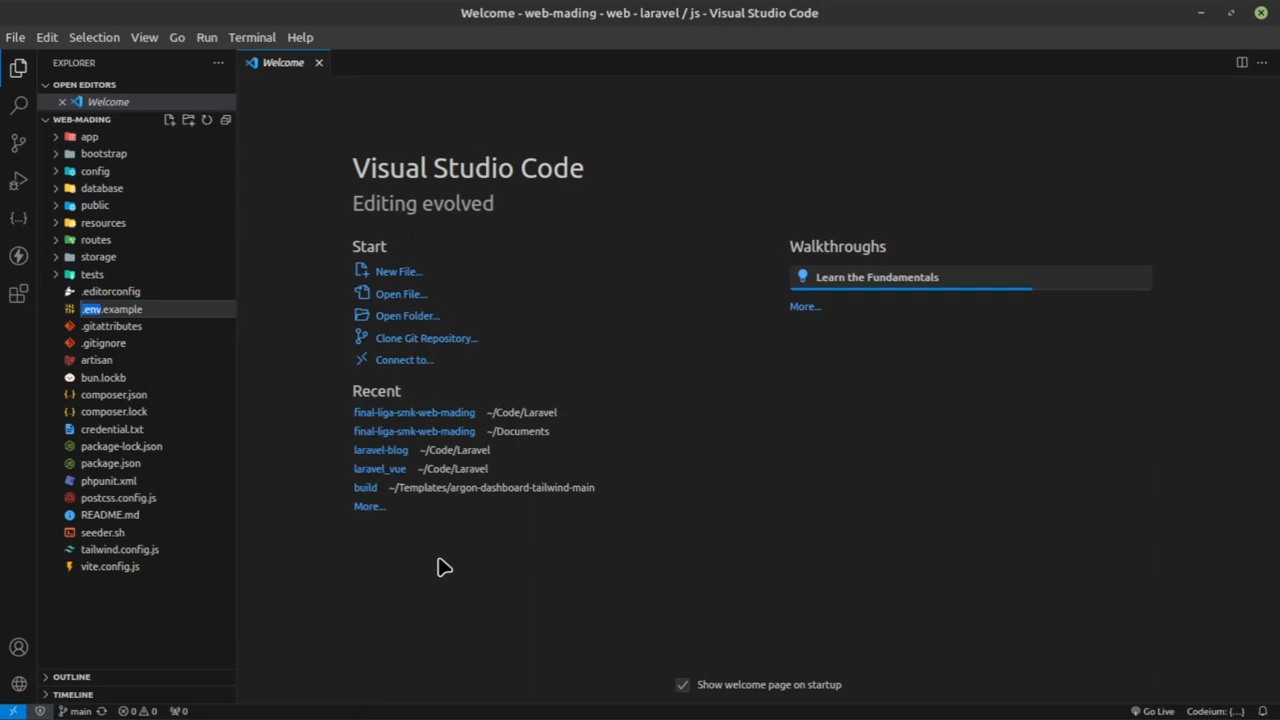 Welcome - web-mading - web - laravel / js - Visual Studio Code
File Edit Selection View Go Run Terminal Help
EXPLORER
OPEN EDITORS
Welcome
WEB-MADING
app
bootstrap
config
database
public
resources
routes
storage
tests
.editorconfig
.env.example
.gitattributes
.gitignore
artisan
bun.lockb
composer.json
composer.lock
credential.txt
package-lock.json
package.json
phpunit.xml
postcss.config.js
README.md
seeder.sh
tailwind.config.js
vite.config.js
OUTLINE
TIMELINE
Welcome
Visual Studio Code
Editing evolved
Start
New File...
Open File...
Open Folder...
Clone Git Repository...
Connect to...
Recent
final-liga-smk-web-mading ~/Code/Laravel
final-liga-smk-web-mading ~/Documents
laravel-blog ~/Code/Laravel
laravel_vue ~/Code/Laravel
build ~/Templates/argon-dashboard-tailwind-main
More...
Walkthroughs
Learn the Fundamentals
More...
Show welcome page on startup
main 0 0 0 Go Live Codeium: {...}